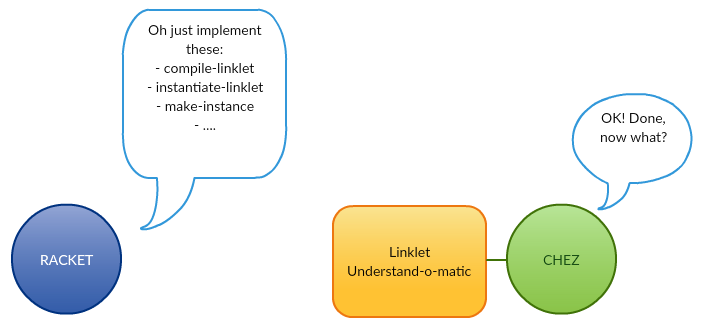 Oh just implement
these:
- compile-linklet
- instantiate-linklet
- make-instance
- ....
OK! Done,
now what?
RACKET
Linklet
Understand-o-matic
CHEZ